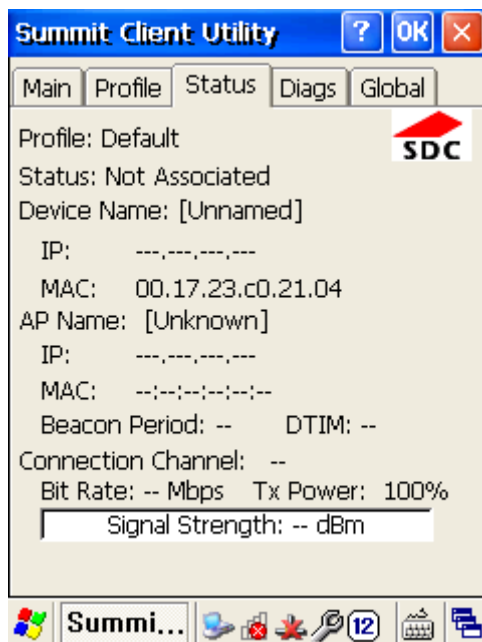 Summit Client Utility ? OK ×
Main Profile Status Diags Global
Profile: Default
SDC
Status: Not Associated
Device Name: [Unnamed]
IP: ---.---.---.---
MAC: 00.17.23.c0.21.04
AP Name: [Unknown]
IP: ---.---.---.---
MAC: --:--:--:--:--:--
Beacon Period: -- DTIM: --
Connection Channel: --
Bit Rate: -- Mbps Tx Power: 100%
Signal Strength: -- dBm
Summi... 12